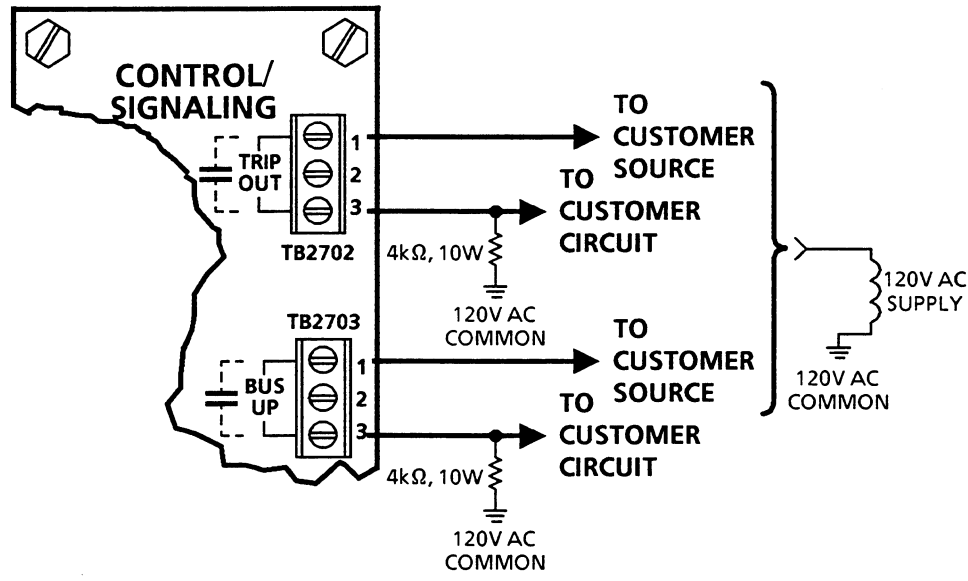 CONTROL/
SIGNALING
TRIP
OUT
1
2
3
TB2702
TO
CUSTOMER
SOURCE
TO
CUSTOMER
CIRCUIT
4kΩ, 10W
120V AC
COMMON
TB2703
BUS
UP
1
2
3
TO
CUSTOMER
SOURCE
TO
CUSTOMER
CIRCUIT
4kΩ, 10W
120V AC
COMMON
120V AC
SUPPLY
120V AC
COMMON